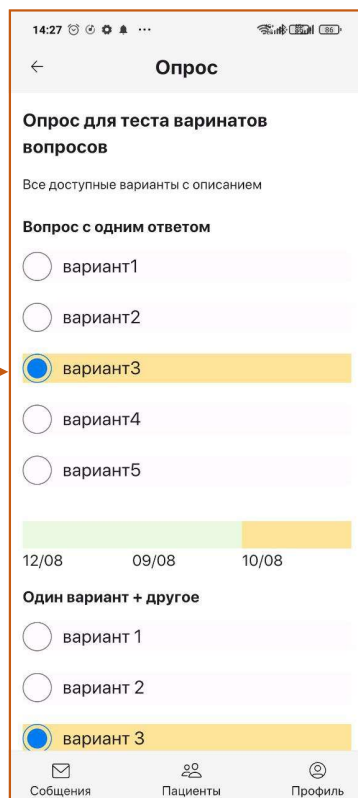 14:27 ...
86
Опрос
Опрос для теста варинатов
вопросов
Все доступные варианты с описанием
Вопрос с одним ответом
вариант1
вариант2
вариант3
вариант4
вариант5
12/08 09/08 10/08
Один вариант + другое
вариант 1
вариант 2
вариант 3
Собщения Пациенты Профиль